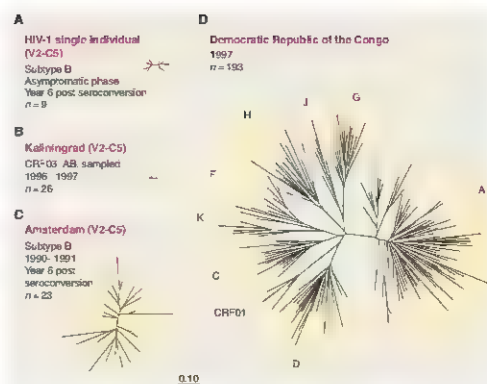 A
HIV-1 single individual
(V2-C5)
Subtype B
Asymptomatic phase
Year 6 post seroconversion
n = 9
B
Kaliningrad (V2-C5)
CRF03_AB, sampled
1996-1997
n = 26
C
Amsterdam (V2-C5)
Subtype B
1990-1991
Year 6 post
seroconversion
n = 23
0.10
D
Democratic Republic of the Congo
1997
n = 193
G
J
H
F
A
K
C
CRF01
D